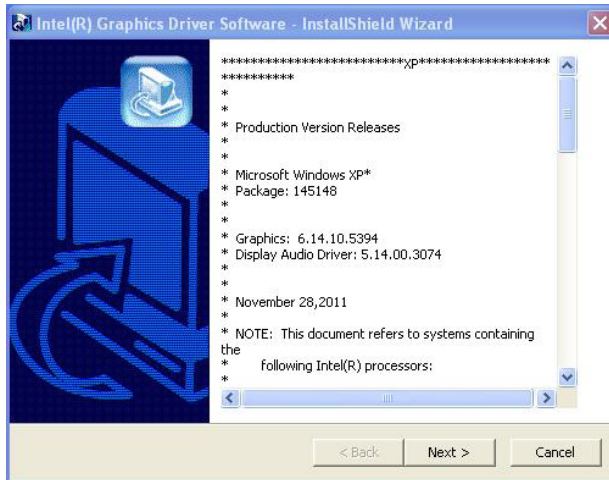 Intel(R) Graphics Driver Software - InstallShield Wizard
*************************XP******************
**********
*
*
* Production Version Releases
*
*
* Microsoft Windows XP*
* Package: 145148
*
*
* Graphics: 6.14.10.5394
* Display Audio Driver: 5.14.00.3074
*
*
* November 28,2011
*
* NOTE: This document refers to systems containing
the
* following Intel(R) processors:
*
< Back
Next >
Cancel